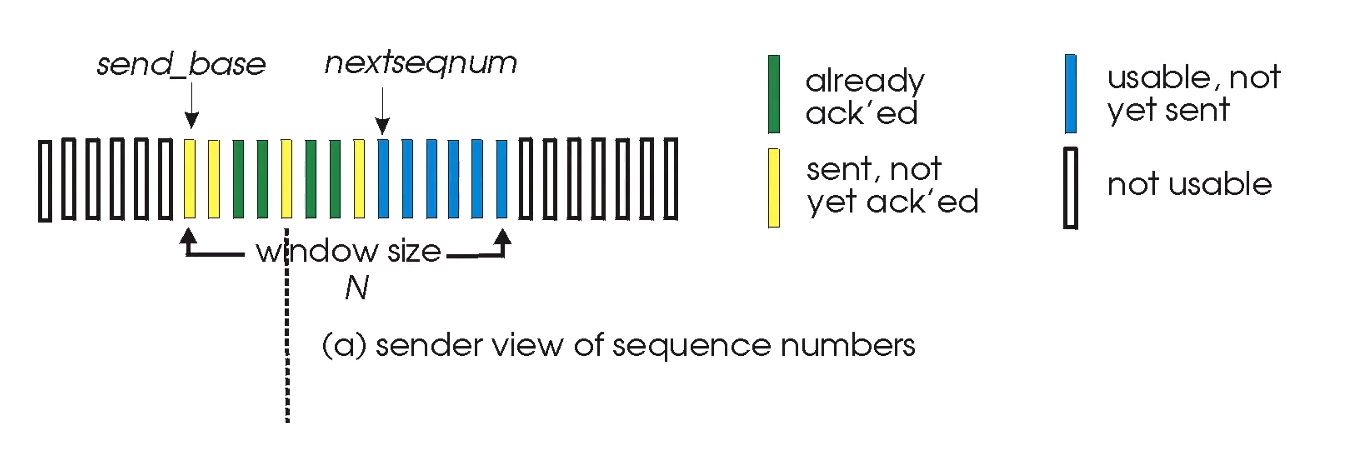 send_base
nextseqnum
already
ack'ed
usable, not
yet sent
sent, not
yet ack'ed
not usable
window size
N
(a) sender view of sequence numbers